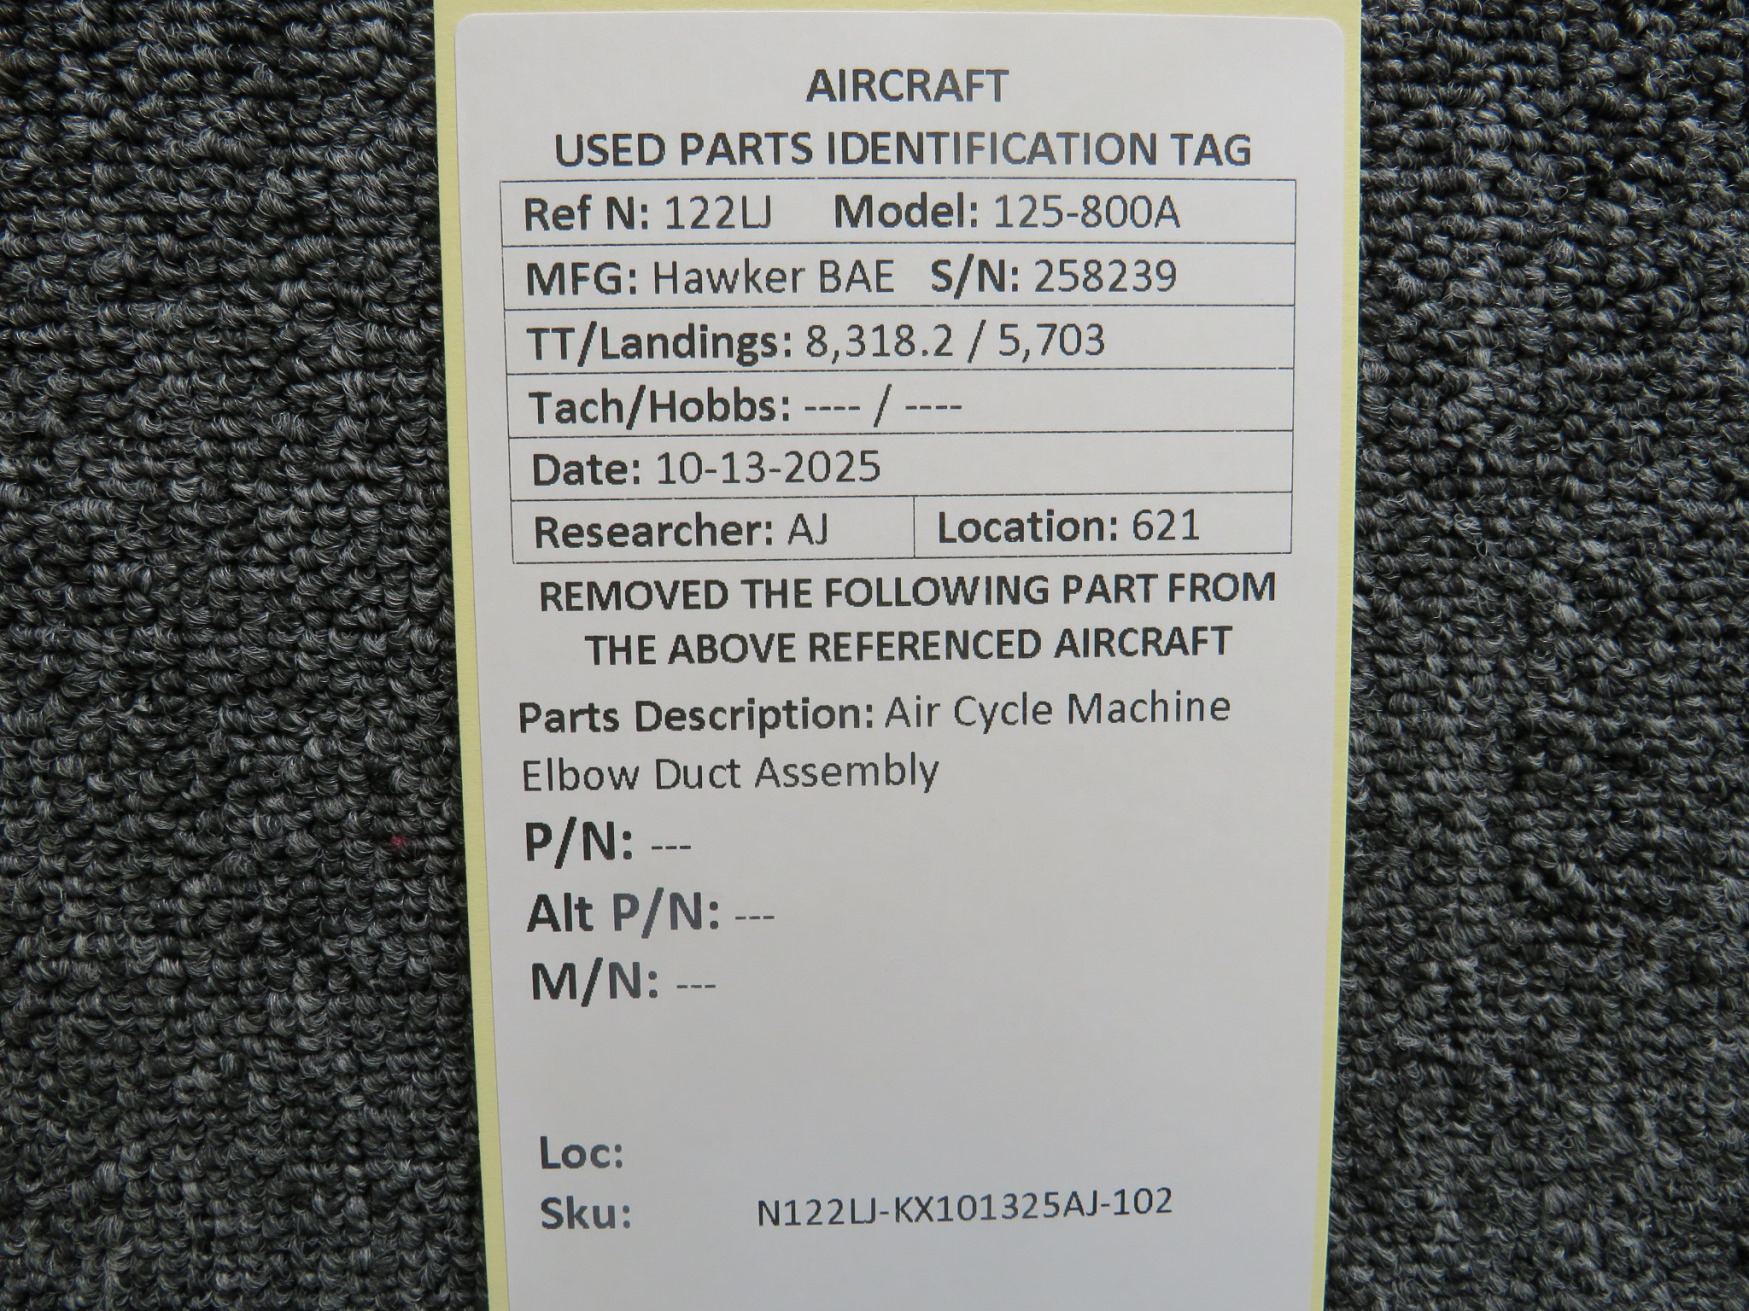 AIRCRAFT
USED PARTS IDENTIFICATION TAG
Ref N: 122LJ Model: 125-800A
MFG: Hawker BAE S/N: 258239
TT/Landings: 8,318.2 / 5,703
Tach/Hobbs: ---- / ----
Date: 10-13-2025
Researcher: AJ Location: 621
REMOVED THE FOLLOWING PART FROM
THE ABOVE REFERENCED AIRCRAFT
Parts Description: Air Cycle Machine
Elbow Duct Assembly
P/N: ---
Alt P/N: ---
M/N: ---
Loc:
Sku: N122LJ-KX101325AJ-102